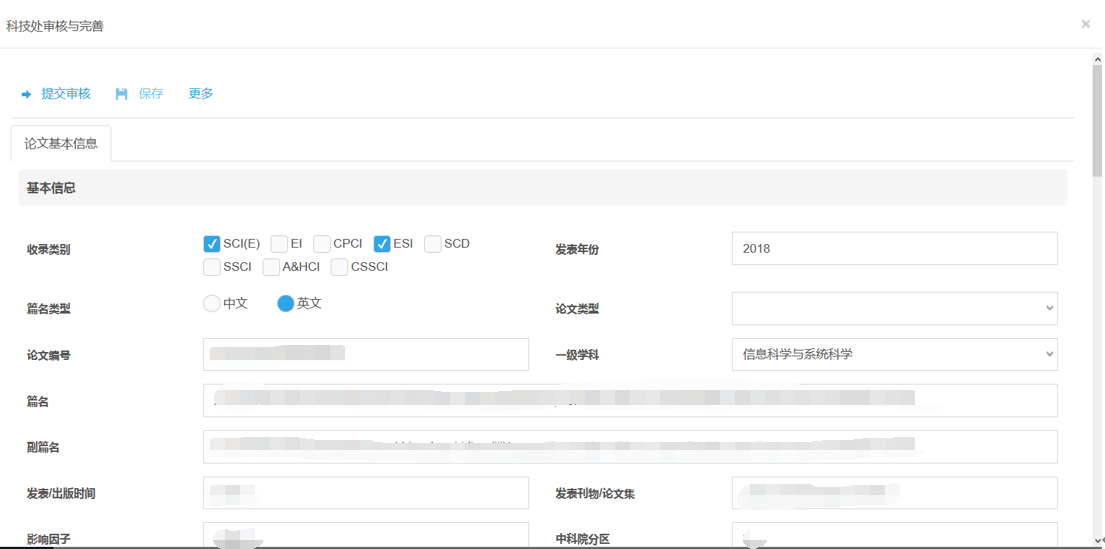 科技处审核与完善 ×
提交审核 保存 更多
论文基本信息
基本信息
收录类别 SCI(E) EI CPCI ESI SCD 发表年份 2018
SSCI A&HCI CSSCI
篇名类型 中文 英文 论文类型
论文编号 一级学科 信息科学与系统科学
篇名
副篇名
发表/出版时间 发表刊物/论文集
影响因子 中科院分区